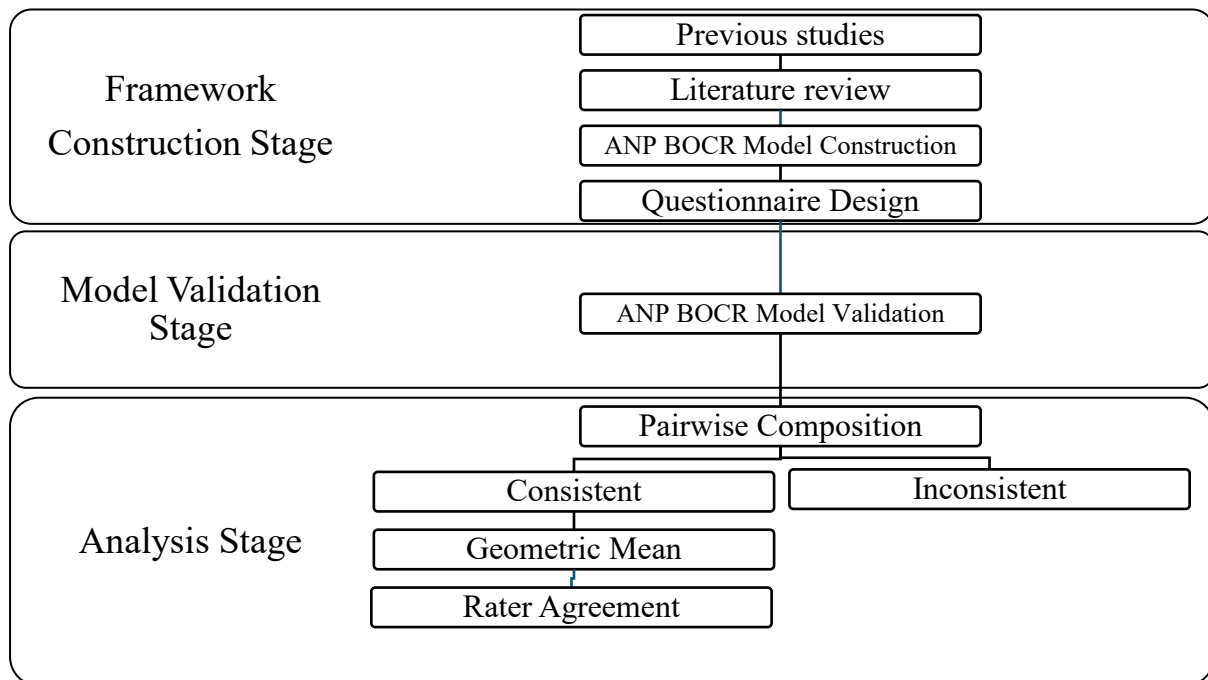 Framework
Construction Stage
Previous studies
Literature review
ANP BOCR Model Construction
Questionnaire Design
Model Validation
Stage
ANP BOCR Model Validation
Analysis Stage
Pairwise Composition
Consistent
Inconsistent
Geometric Mean
Rater Agreement